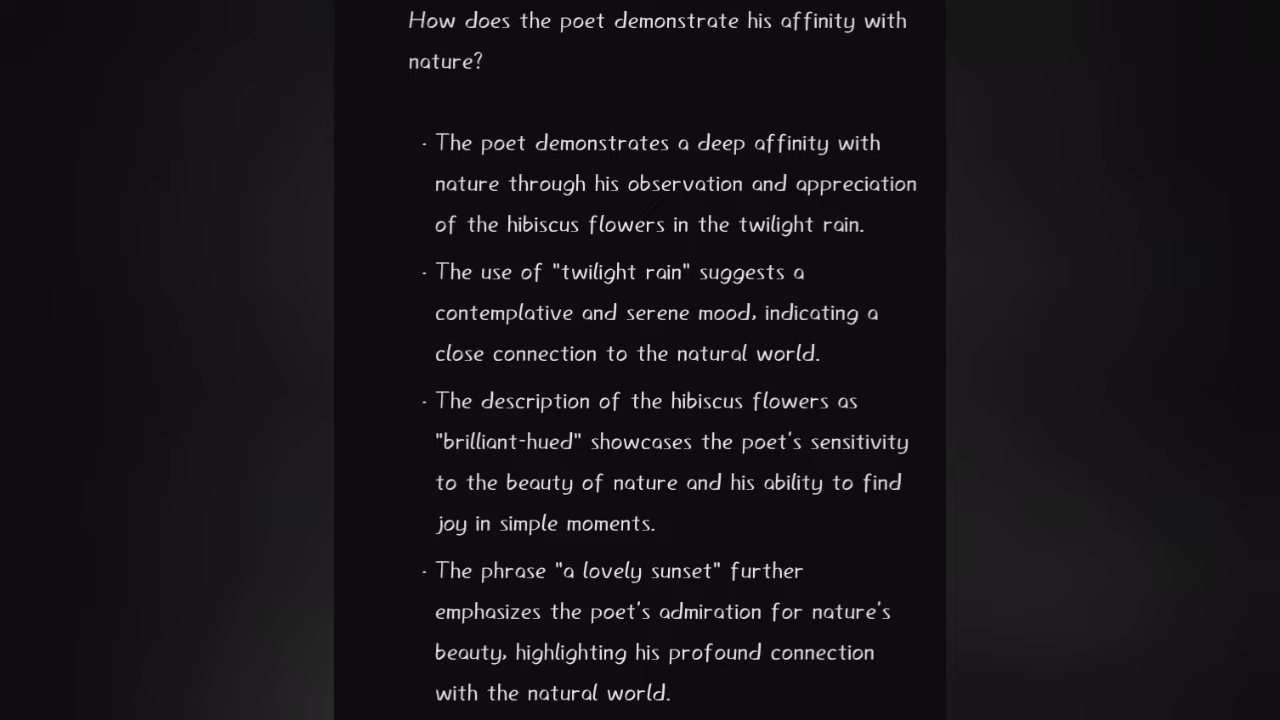 How does the poet demonstrate his affinity with
nature?
· The poet demonstrates a deep affinity with
nature through his observation and appreciation
of the hibiscus flowers in the twilight rain.
· The use of "twilight rain" suggests a
contemplative and serene mood, indicating a
close connection to the natural world.
· The description of the hibiscus flowers as
"brilliant-hued" showcases the poet's sensitivity
to the beauty of nature and his ability to find
joy in simple moments.
· The phrase "a lovely sunset" further
emphasizes the poet's admiration for nature's
beauty, highlighting his profound connection
with the natural world.